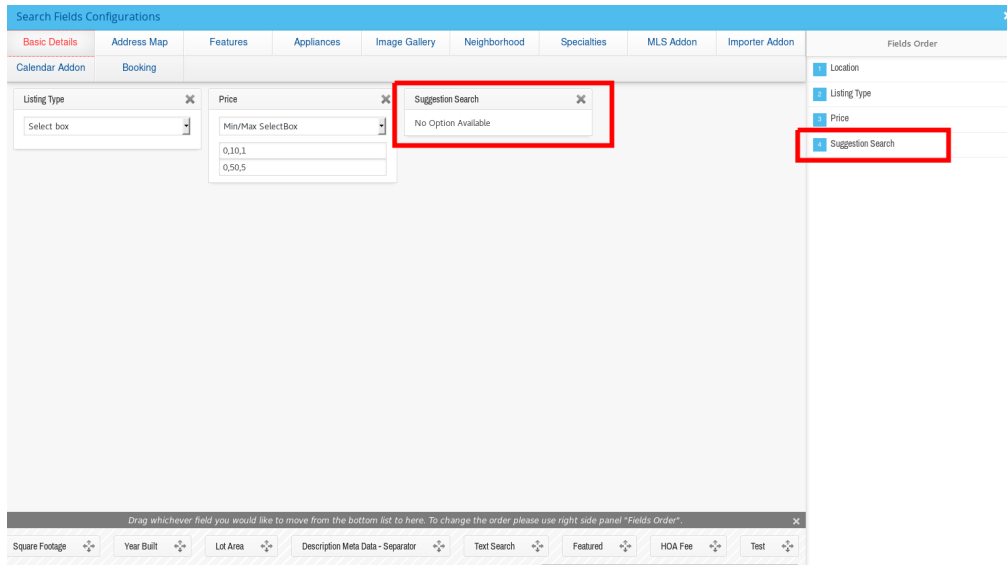 Search Fields Configurations
Basic Details Address Map Features Appliances Image Gallery Neighborhood Specialties MLS Addon Importer Addon
Calendar Addon Booking
Fields Order
1 Location
2 Listing Type
3 Price
4 Suggestion Search
Listing Type
Select box
Price
Min/Max SelectBox
0,10,1
0,50,5
Suggestion Search
No Option Available
Drag whichever field you would like to move from the bottom list to here. To change the order please use right side panel "Fields Order".
Square Footage Year Built Lot Area Description Meta Data - Separator Text Search Featured HOA Fee Test